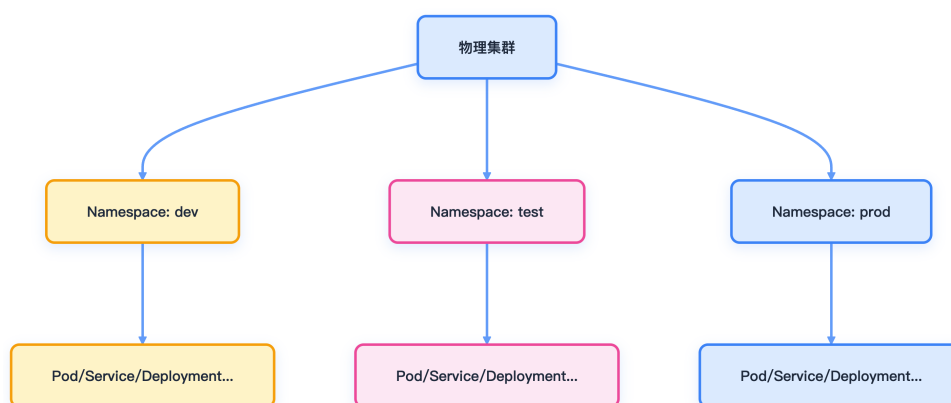 物理集群
Namespace: dev
Namespace: test
Namespace: prod
Pod/Service/Deployment...
Pod/Service/Deployment...
Pod/Service/Deployment...